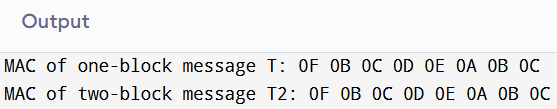 Output
MAC of one-block message T: 0F 0B 0C 0D 0E 0A 0B 0C
MAC of two-block message T2: 0F 0B 0C 0D 0E 0A 0B 0C